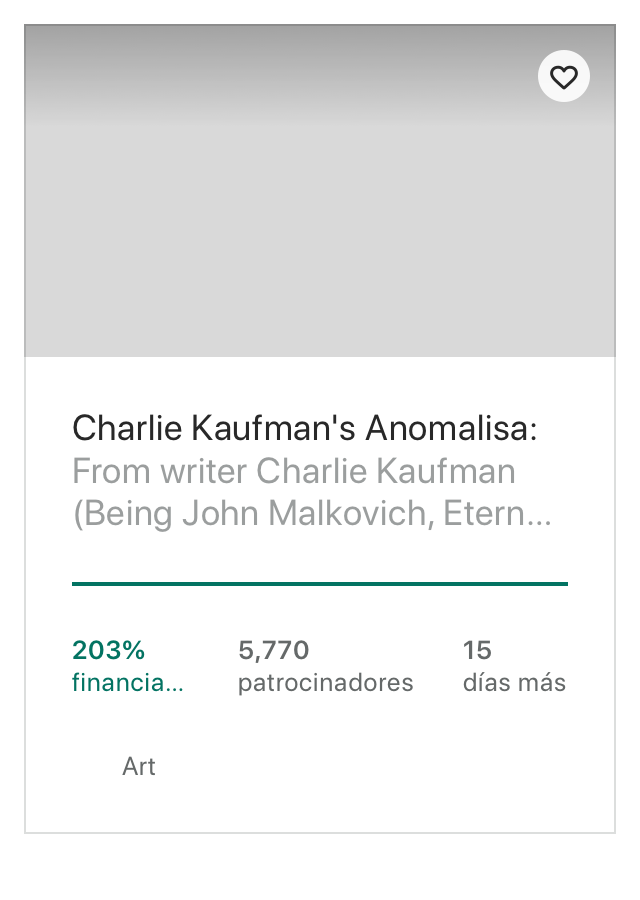 Charlie Kaufman's Anomalisa:
From writer Charlie Kaufman
(Being John Malkovich, Etern...
203%
financia...
5,770
patrocinadores
15
días más
Art